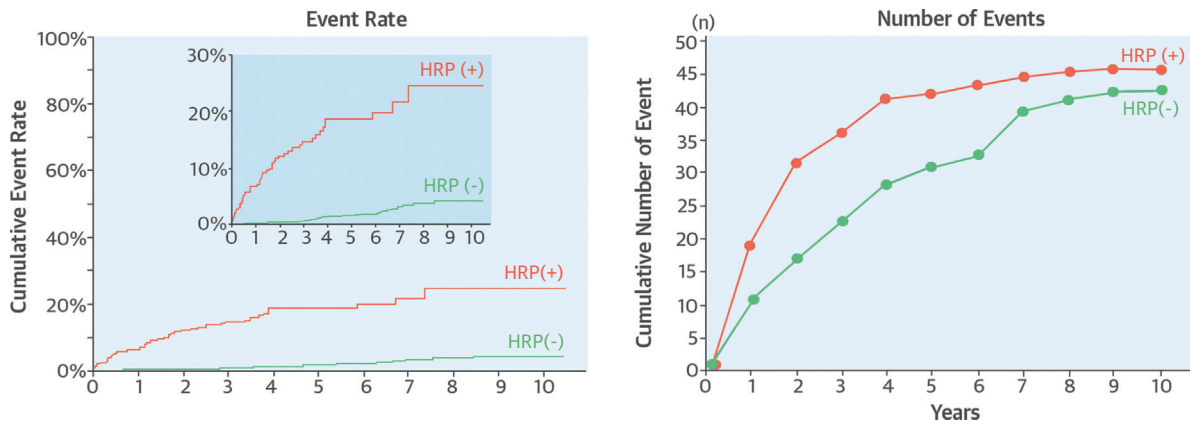 Event Rate
Cumulative Event Rate
100%
80%
60%
40%
20%
0%
0 1 2 3 4 5 6 7 8 9 10
30%
20%
10%
0%
0 1 2 3 4 5 6 7 8 9 10
HRP (+)
HRP (-)
HRP(+)
HRP(-)
Number of Events
(n)
Cumulative Number of Event
50
45
40
35
30
25
20
15
10
5
0
0 1 2 3 4 5 6 7 8 9 10
Years
HRP (+)
HRP(-)